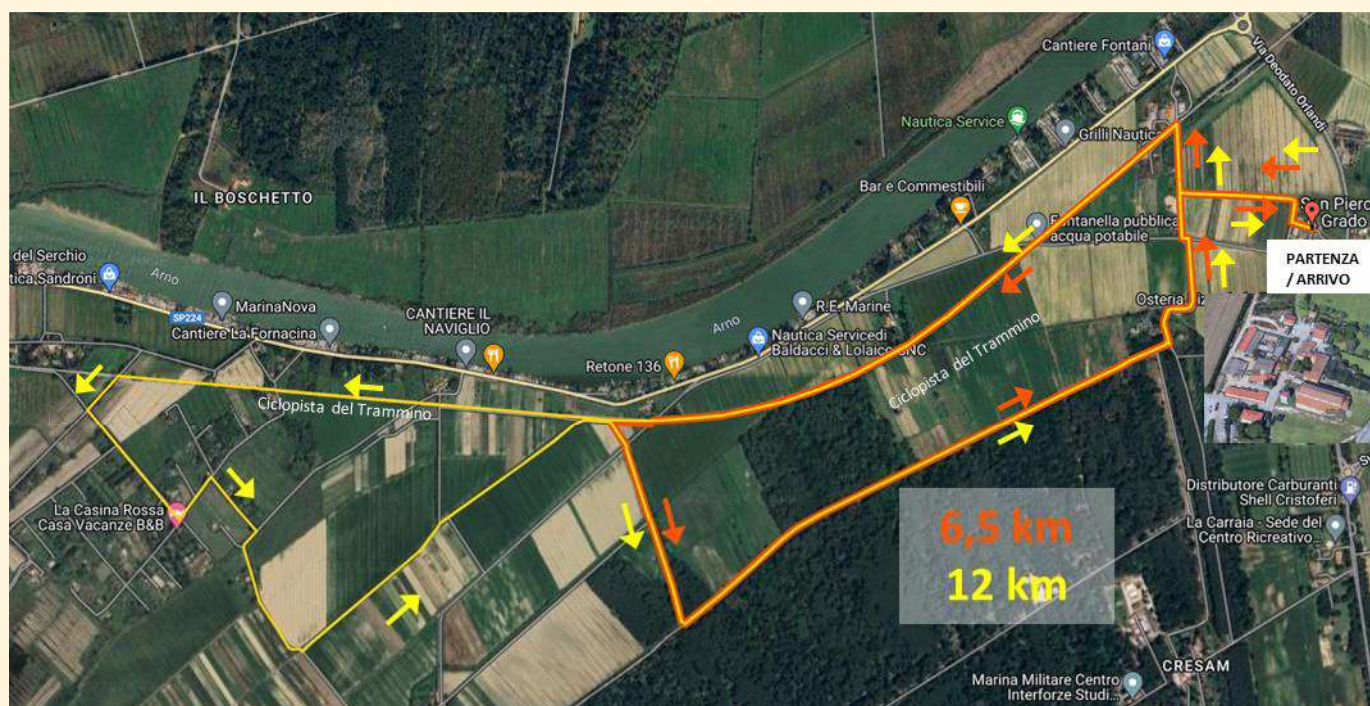 Cantiere Fontani
Via Deodato Orlandi
Nautica Service
Grilli Nautica
IL BOSCHETTO
Bar e Commestibili
San Piero
Grado
Fontanella pubblica
acqua potabile
PARTENZA
/ ARRIVO
del Serchio
tica Sandroni
Arno
MarinaNova
SP224
Cantiere La Fornacina
CANTIERE IL
NAVIGLIO
Arno
R.E. Marine
Osteria
Nautica Servicedi
Baldacci & Lolaico SNC
Retone 136
Ciclopista del Trammino
Ciclopista del Trammino
La Casina Rossa
Casa Vacanze B&B
6,5 km
12 km
Distributore Carburanti
Shell Cristoferi
La Carraia - Sede del
Centro Ricreativo...
CRESAM
Marina Militare Centro
Interforze Studi...